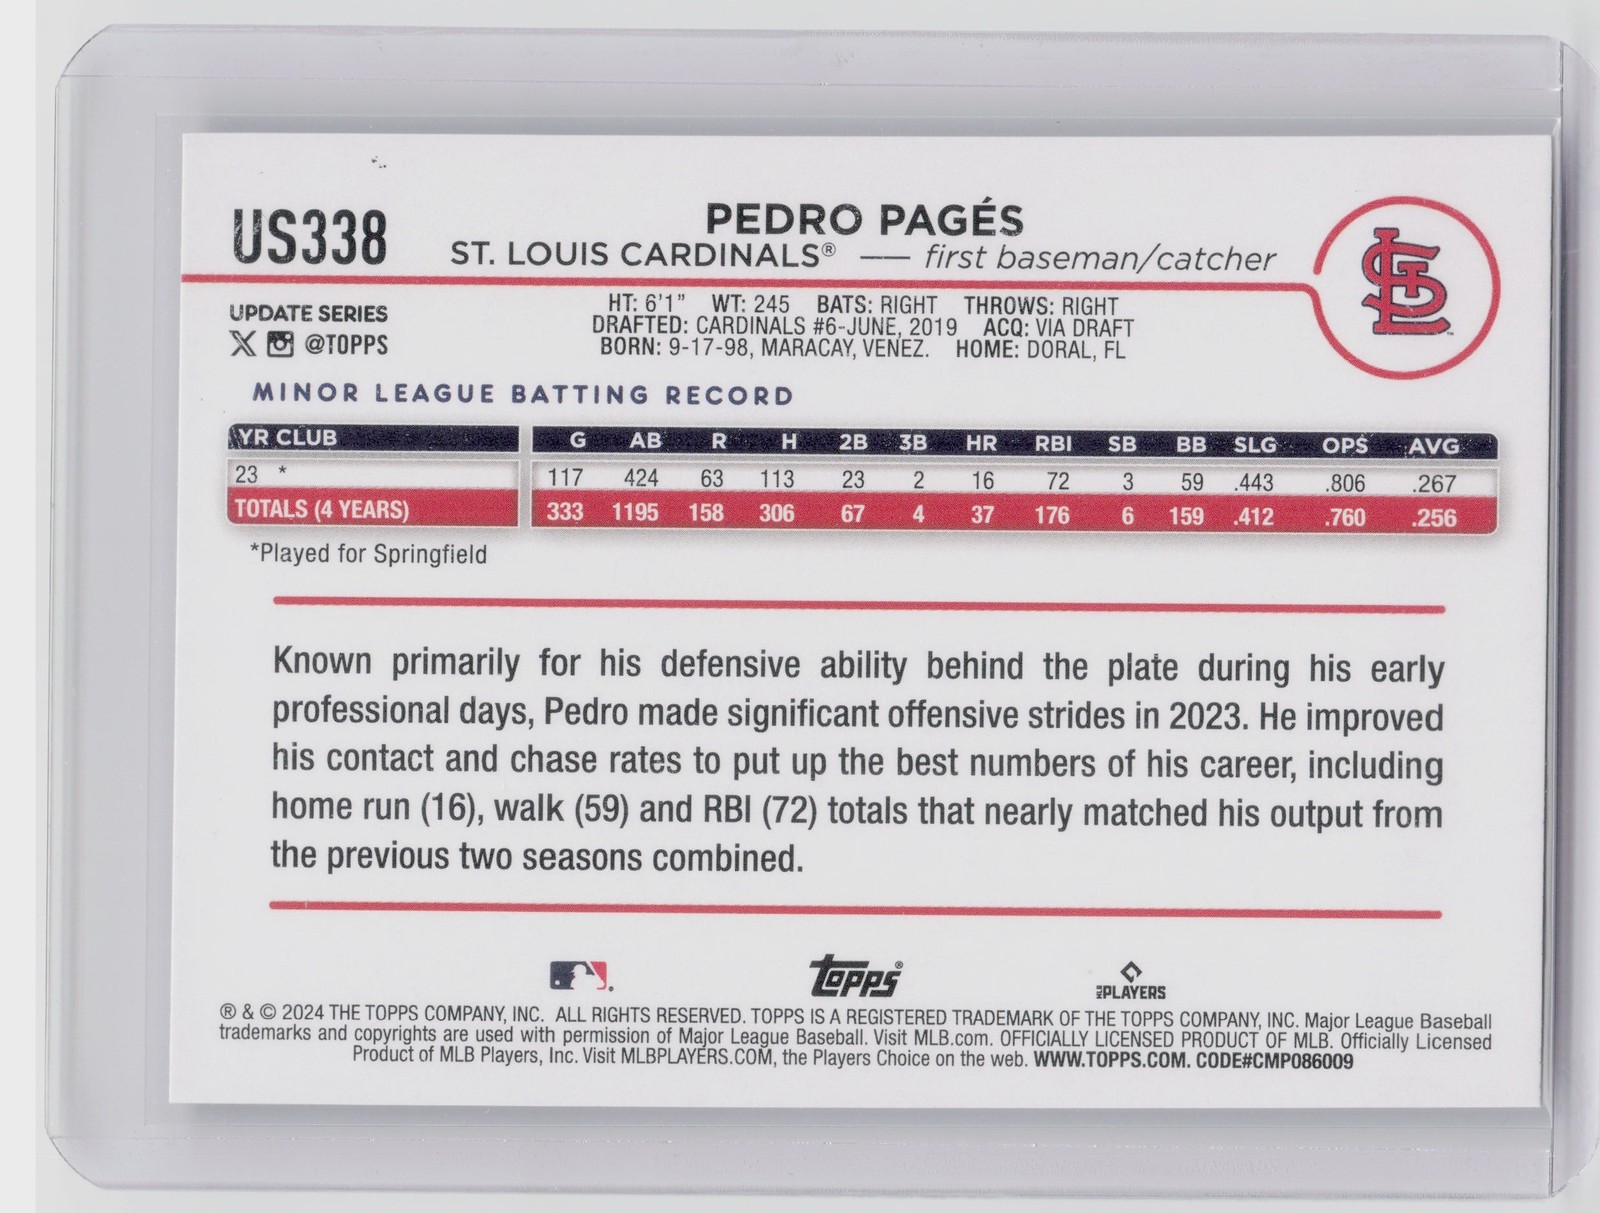 US338
PEDRO PAGÉS
ST. LOUIS CARDINALS® — first baseman/catcher
STL
UPDATE SERIES
X @TOPPS
HT: 6'1” WT: 245 BATS: RIGHT THROWS: RIGHT
DRAFTED: CARDINALS #6-JUNE, 2019 ACQ: VIA DRAFT
BORN: 9-17-98, MARACAY, VENEZ. HOME: DORAL, FL
MINOR LEAGUE BATTING RECORD
YR CLUB G AB R H 2B 3B HR RBI SB BB SLG OPS AVG
23 * 117 424 63 113 23 2 16 72 3 59 .443 .806 .267
TOTALS (4 YEARS) 333 1195 158 306 67 4 37 176 6 159 .412 .760 .256
*Played for Springfield
Known primarily for his defensive ability behind the plate during his early
professional days, Pedro made significant offensive strides in 2023. He improved
his contact and chase rates to put up the best numbers of his career, including
home run (16), walk (59) and RBI (72) totals that nearly matched his output from
the previous two seasons combined.
Topps® MLB PLAYERS
® & © 2024 THE TOPPS COMPANY, INC. ALL RIGHTS RESERVED. TOPPS IS A REGISTERED TRADEMARK OF THE TOPPS COMPANY, INC. Major League Baseball
trademarks and copyrights are used with permission of Major League Baseball. Visit MLB.com. OFFICIALLY LICENSED PRODUCT OF MLB. Officially Licensed
Product of MLB Players, Inc. Visit MLBPLAYERS.COM, the Players Choice on the web. WWW.TOPPS.COM. CODE#CMP086009